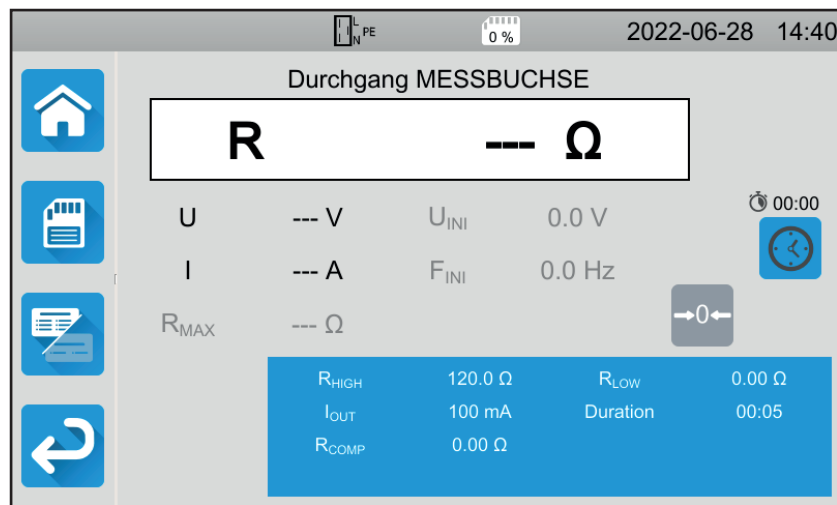 L N PE 0 % 2022-06-28 14:40
Durchgang MESSBUCHSE
R --- Ω
00:00
U --- V UINI 0.0 V
I --- A FINI 0.0 Hz
→0←
RMAX --- Ω
RHIGH 120.0 Ω RLOW 0.00 Ω
IOUT 100 mA Duration 00:05
RCOMP 0.00 Ω